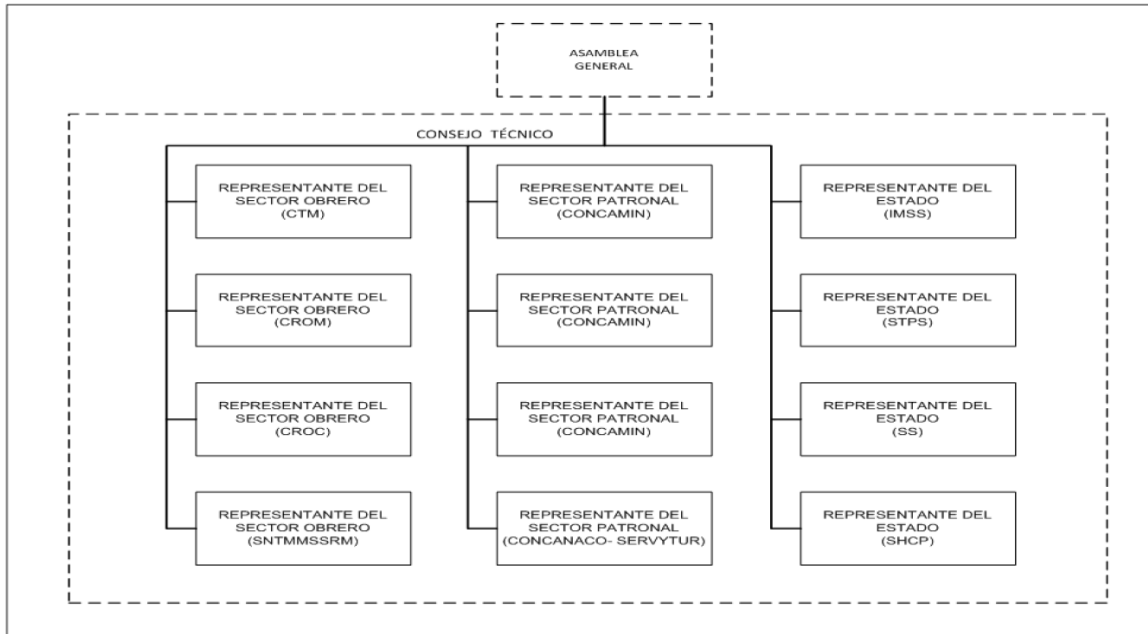 ASAMBLEA
GENERAL
CONSEJO TÉCNICO
REPRESENTANTE DEL
SECTOR OBRERO
(CTM)
REPRESENTANTE DEL
SECTOR PATRONAL
(CONCAMIN)
REPRESENTANTE DEL
ESTADO
(IMSS)
REPRESENTANTE DEL
SECTOR OBRERO
(CROM)
REPRESENTANTE DEL
SECTOR PATRONAL
(CONCAMIN)
REPRESENTANTE DEL
ESTADO
(STPS)
REPRESENTANTE DEL
SECTOR OBRERO
(CROC)
REPRESENTANTE DEL
SECTOR PATRONAL
(CONCAMIN)
REPRESENTANTE DEL
ESTADO
(SS)
REPRESENTANTE DEL
SECTOR OBRERO
(SNTMMSSRM)
REPRESENTANTE DEL
SECTOR PATRONAL
(CONCANACO- SERVYTUR)
REPRESENTANTE DEL
ESTADO
(SHCP)